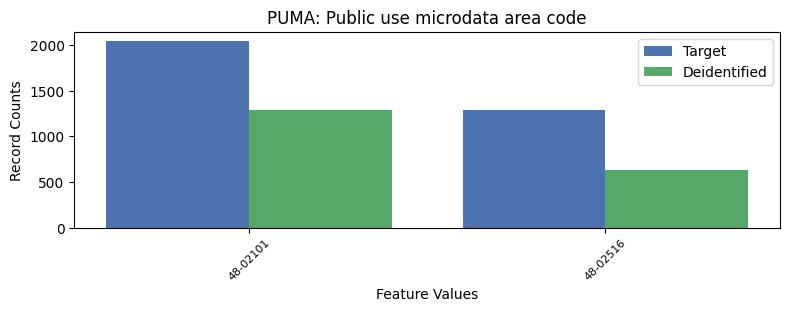 PUMA: Public use microdata area code
Record Counts
2000
1500
1000
500
0
Target
Deidentified
48-02101
48-02516
Feature Values